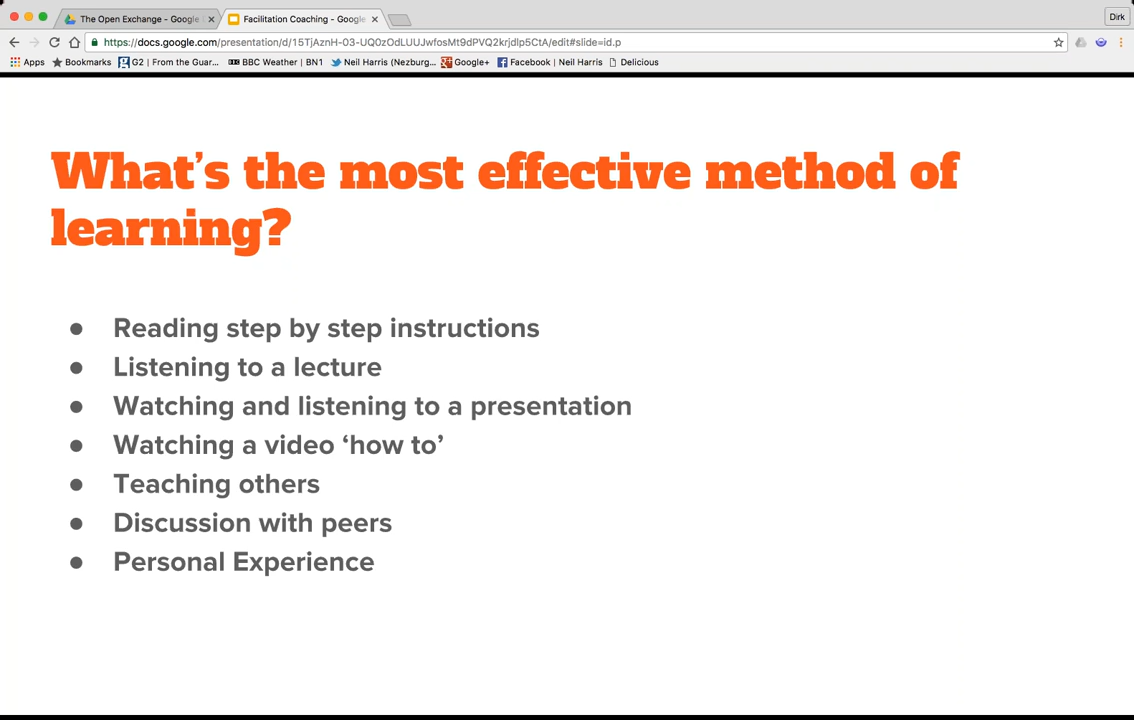 The Open Exchange - Google
Facilitation Coaching - Google
Dirk
https://docs.google.com/presentation/d/15TjAznH-03-UQ0zOdLUUJwfosMt9dPVQ2krjdlp5CtA/edit#slide=id.p
Apps Bookmarks G2 | From the Guar... BBC Weather | BN1 Neil Harris (Nezburg... Google+ Facebook | Neil Harris Delicious
What's the most effective method of
learning?
● Reading step by step instructions
● Listening to a lecture
● Watching and listening to a presentation
● Watching a video ‘how to’
● Teaching others
● Discussion with peers
● Personal Experience